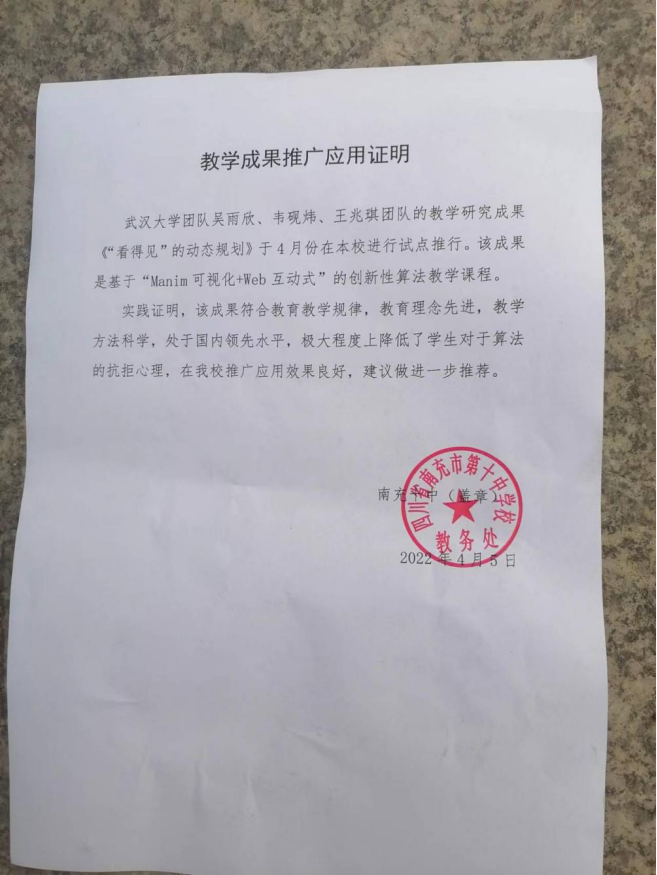 教学成果推广应用证明
武汉大学团队吴雨欣、韦砚炜、王兆琪团队的教学研究成果
《“看得见”的动态规划》于4月份在本校进行试点推行。该成果
是基于“Manim可视化+Web互动式”的创新性算法教学课程。
实践证明，该成果符合教育教学规律，教育理念先进，教学
方法科学，处于国内领先水平，极大程度上降低了学生对于算法
的抗拒心理，在我校推广应用效果良好，建议做进一步推荐。
南充十中（盖章）
四川省南充市第十中学校
教务处
2022年4月5日